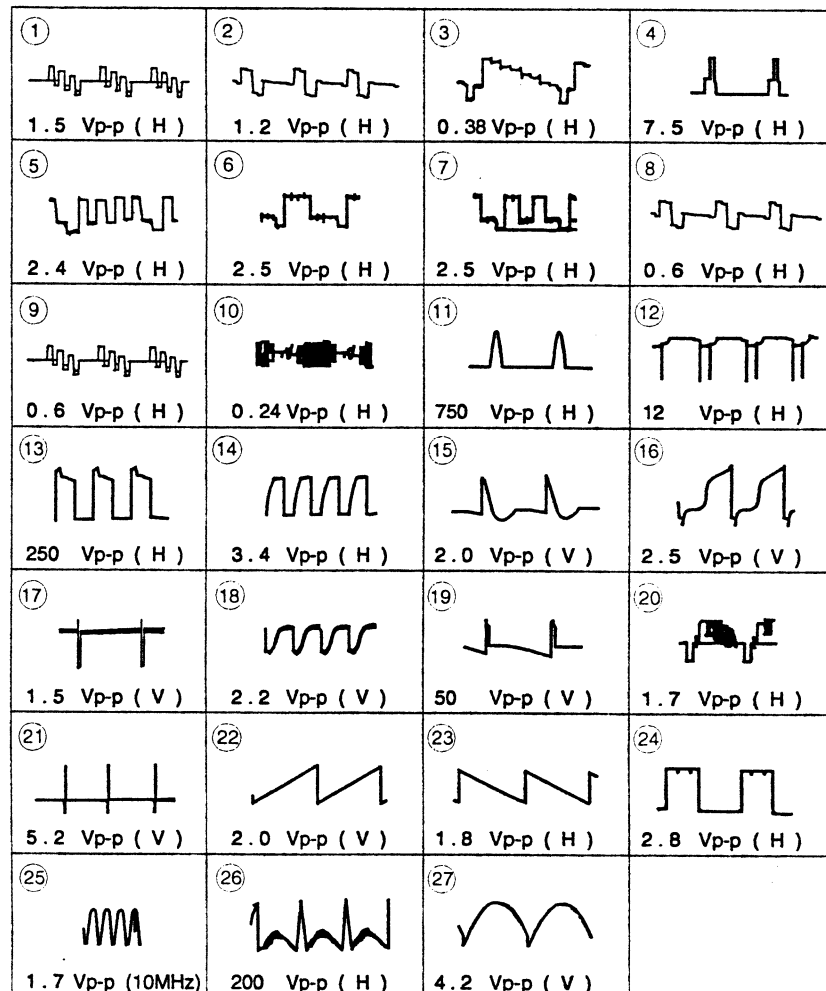 ① ② ③ ④
1.5 Vp-p ( H ) 1.2 Vp-p ( H ) 0.38 Vp-p ( H ) 7.5 Vp-p ( H )
⑤ ⑥ ⑦ ⑧
2.4 Vp-p ( H ) 2.5 Vp-p ( H ) 2.5 Vp-p ( H ) 0.6 Vp-p ( H )
⑨ ⑩ ⑪ ⑫
0.6 Vp-p ( H ) 0.24 Vp-p ( H ) 750 Vp-p ( H ) 12 Vp-p ( H )
⑬ ⑭ ⑮ ⑯
250 Vp-p ( H ) 3.4 Vp-p ( H ) 2.0 Vp-p ( V ) 2.5 Vp-p ( V )
⑰ ⑱ ⑲ ⑳
1.5 Vp-p ( V ) 2.2 Vp-p ( V ) 50 Vp-p ( V ) 1.7 Vp-p ( H )
㉑ ㉒ ㉓ ㉔
5.2 Vp-p ( V ) 2.0 Vp-p ( V ) 1.8 Vp-p ( H ) 2.8 Vp-p ( H )
㉕ ㉖ ㉗
1.7 Vp-p (10MHz) 200 Vp-p ( H ) 4.2 Vp-p ( V )